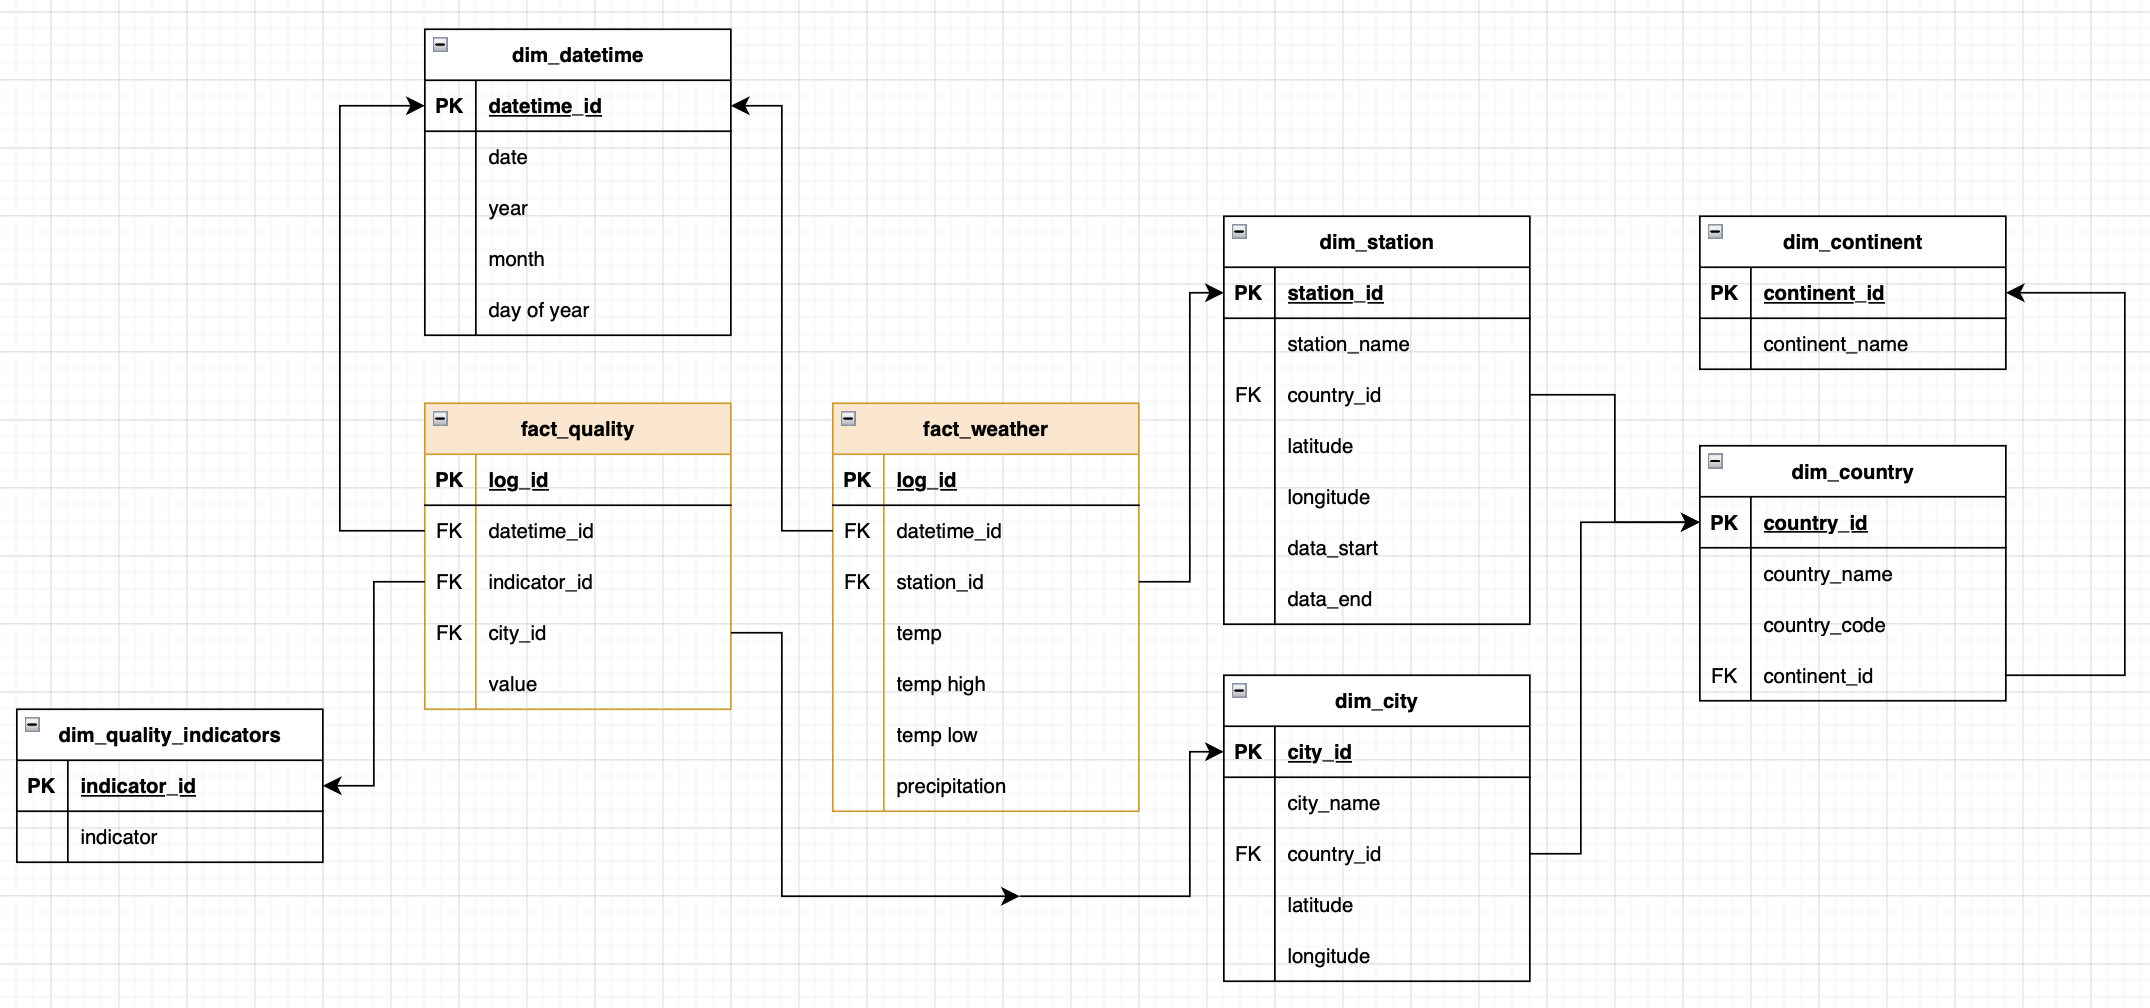 dim_datetime
PK datetime_id
date
year
month
day of year
fact_quality
PK log_id
FK datetime_id
FK indicator_id
FK city_id
value
dim_quality_indicators
PK indicator_id
indicator
fact_weather
PK log_id
FK datetime_id
FK station_id
temp
temp high
temp low
precipitation
dim_station
PK station_id
station_name
FK country_id
latitude
longitude
data_start
data_end
dim_city
PK city_id
city_name
FK country_id
latitude
longitude
dim_continent
PK continent_id
continent_name
dim_country
PK country_id
country_name
country_code
FK continent_id